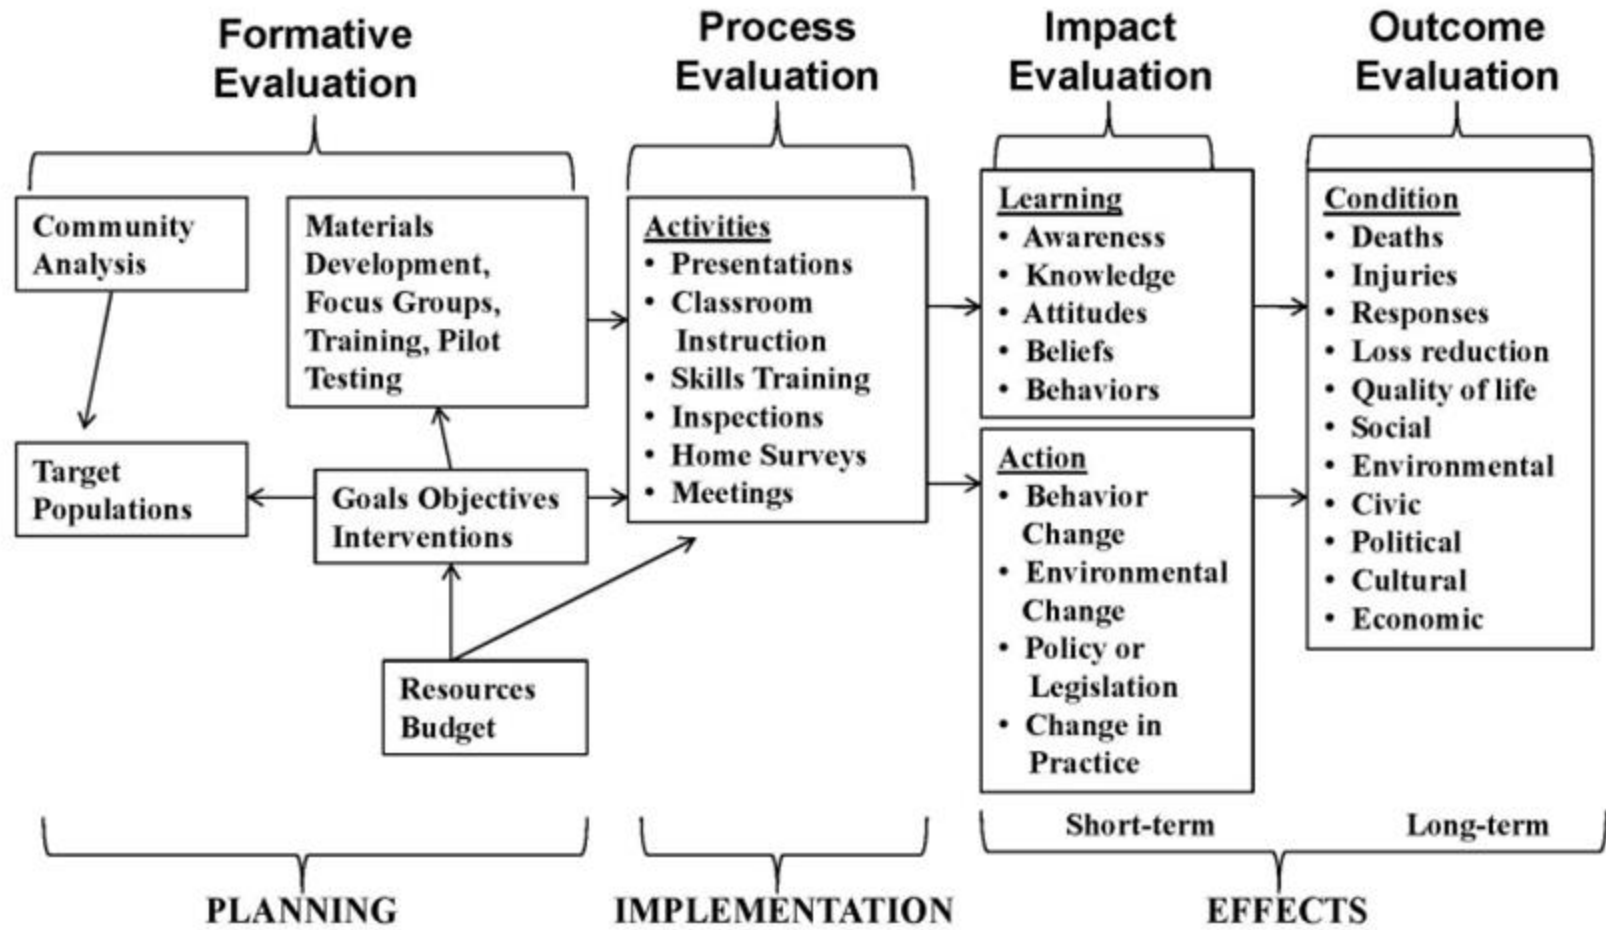 Formative
Evaluation
Process
Evaluation
Impact
Evaluation
Outcome
Evaluation
Community
Analysis
Materials
Development,
Focus Groups,
Training, Pilot
Testing
Target
Populations
Goals Objectives
Interventions
Resources
Budget
Activities
• Presentations
• Classroom
Instruction
• Skills Training
• Inspections
• Home Surveys
• Meetings
Learning
• Awareness
• Knowledge
• Attitudes
• Beliefs
• Behaviors
Action
• Behavior
Change
• Environmental
Change
• Policy or
Legislation
• Change in
Practice
Condition
• Deaths
• Injuries
• Responses
• Loss reduction
• Quality of life
• Social
• Environmental
• Civic
• Political
• Cultural
• Economic
Short-term
Long-term
PLANNING
IMPLEMENTATION
EFFECTS